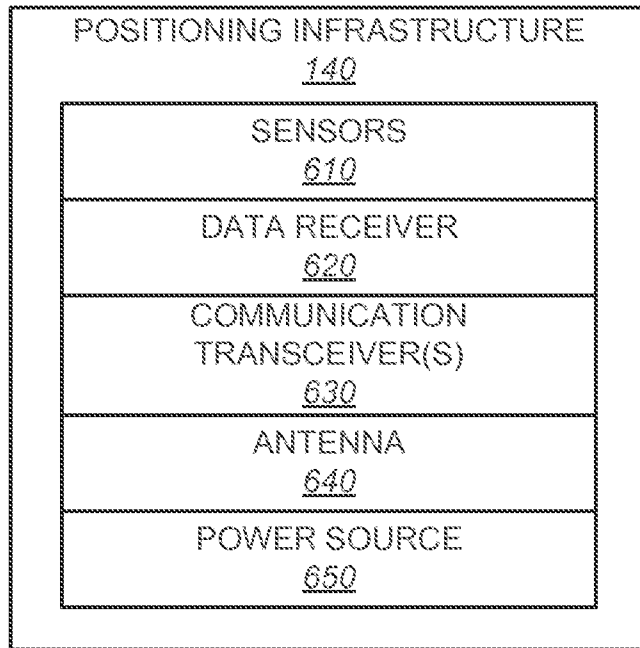 POSITIONING INFRASTRUCTURE
140
SENSORS
610
DATA RECEIVER
620
COMMUNICATION
TRANSCEIVER(S)
630
ANTENNA
640
POWER SOURCE
650